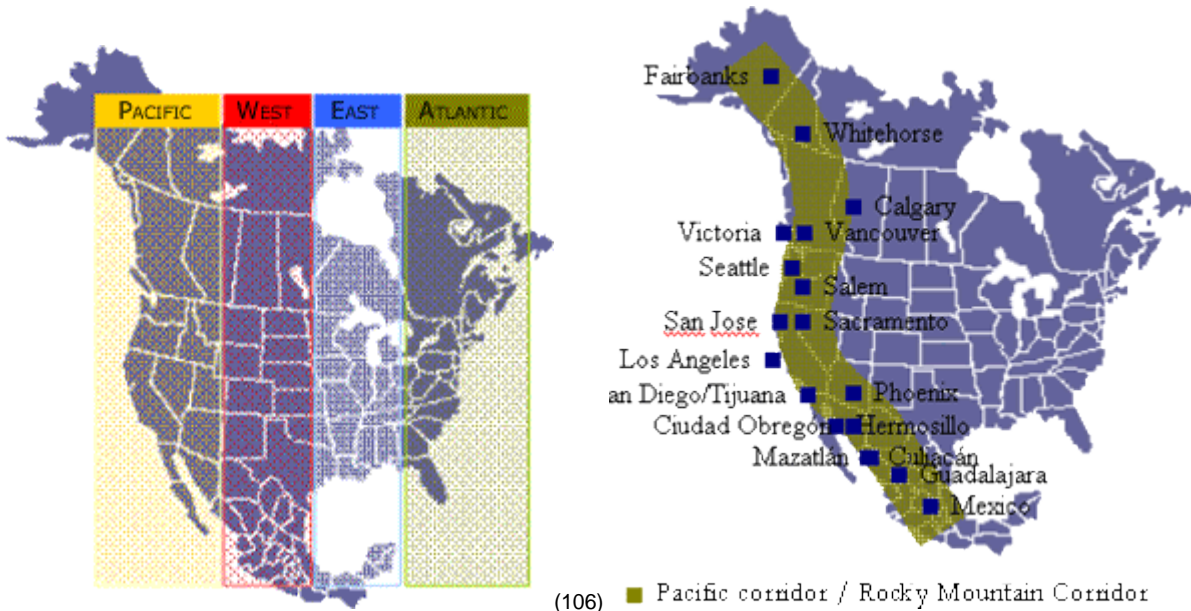 PACIFIC
WEST
EAST
ATLANTIC
(106)
Fairbanks
Whitehorse
Calgary
Victoria
Vancouver
Seattle
Salem
San Jose
Sacramento
Los Angeles
an Diego/Tijuana
Phoenix
Ciudad Obregón
Hermosillo
Mazatlán
Culiacán
Guadalajara
Mexico
Pacific corridor / Rocky Mountain Corridor